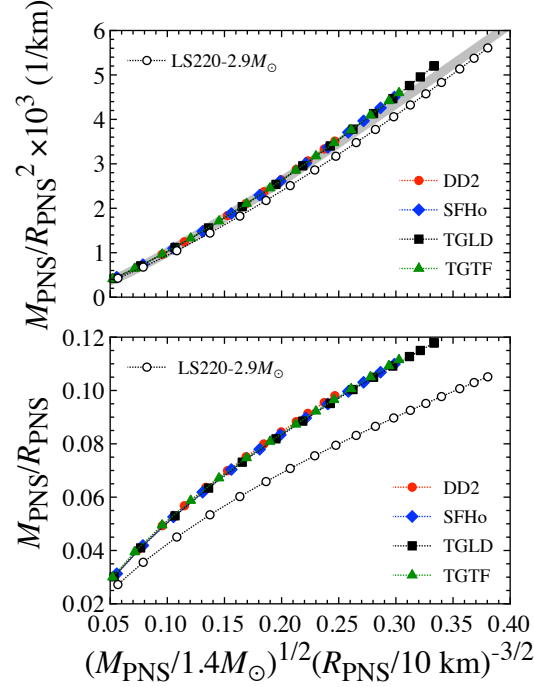 6
5
4
3
2
1
0
M_PNS/R_PNS^2 ×10^3 (1/km)
LS220-2.9M_⊙
DD2
SFHo
TGLD
TGTF
0.12
0.10
0.08
0.06
0.04
0.02
M_PNS/R_PNS
LS220-2.9M_⊙
DD2
SFHo
TGLD
TGTF
0.05 0.10 0.15 0.20 0.25 0.30 0.35 0.40
(M_PNS/1.4M_⊙)^1/2(R_PNS/10 km)^-3/2